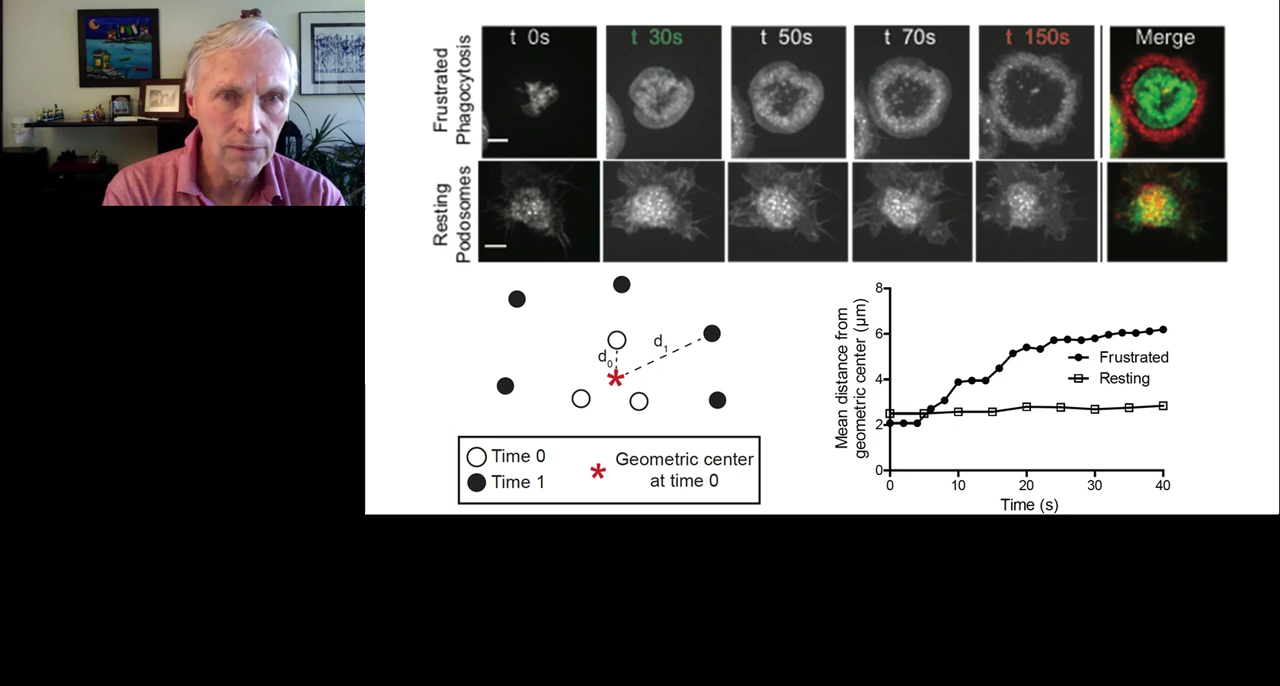 Frustrated
Phagocytosis
t 0s
t 30s
t 50s
t 70s
t 150s
Merge
Resting
Podosomes
d0
d1
Time 0
Time 1
Geometric center
at time 0
Mean distance from
geometric center (μm)
8
6
4
2
0
Frustrated
Resting
0 10 20 30 40
Time (s)